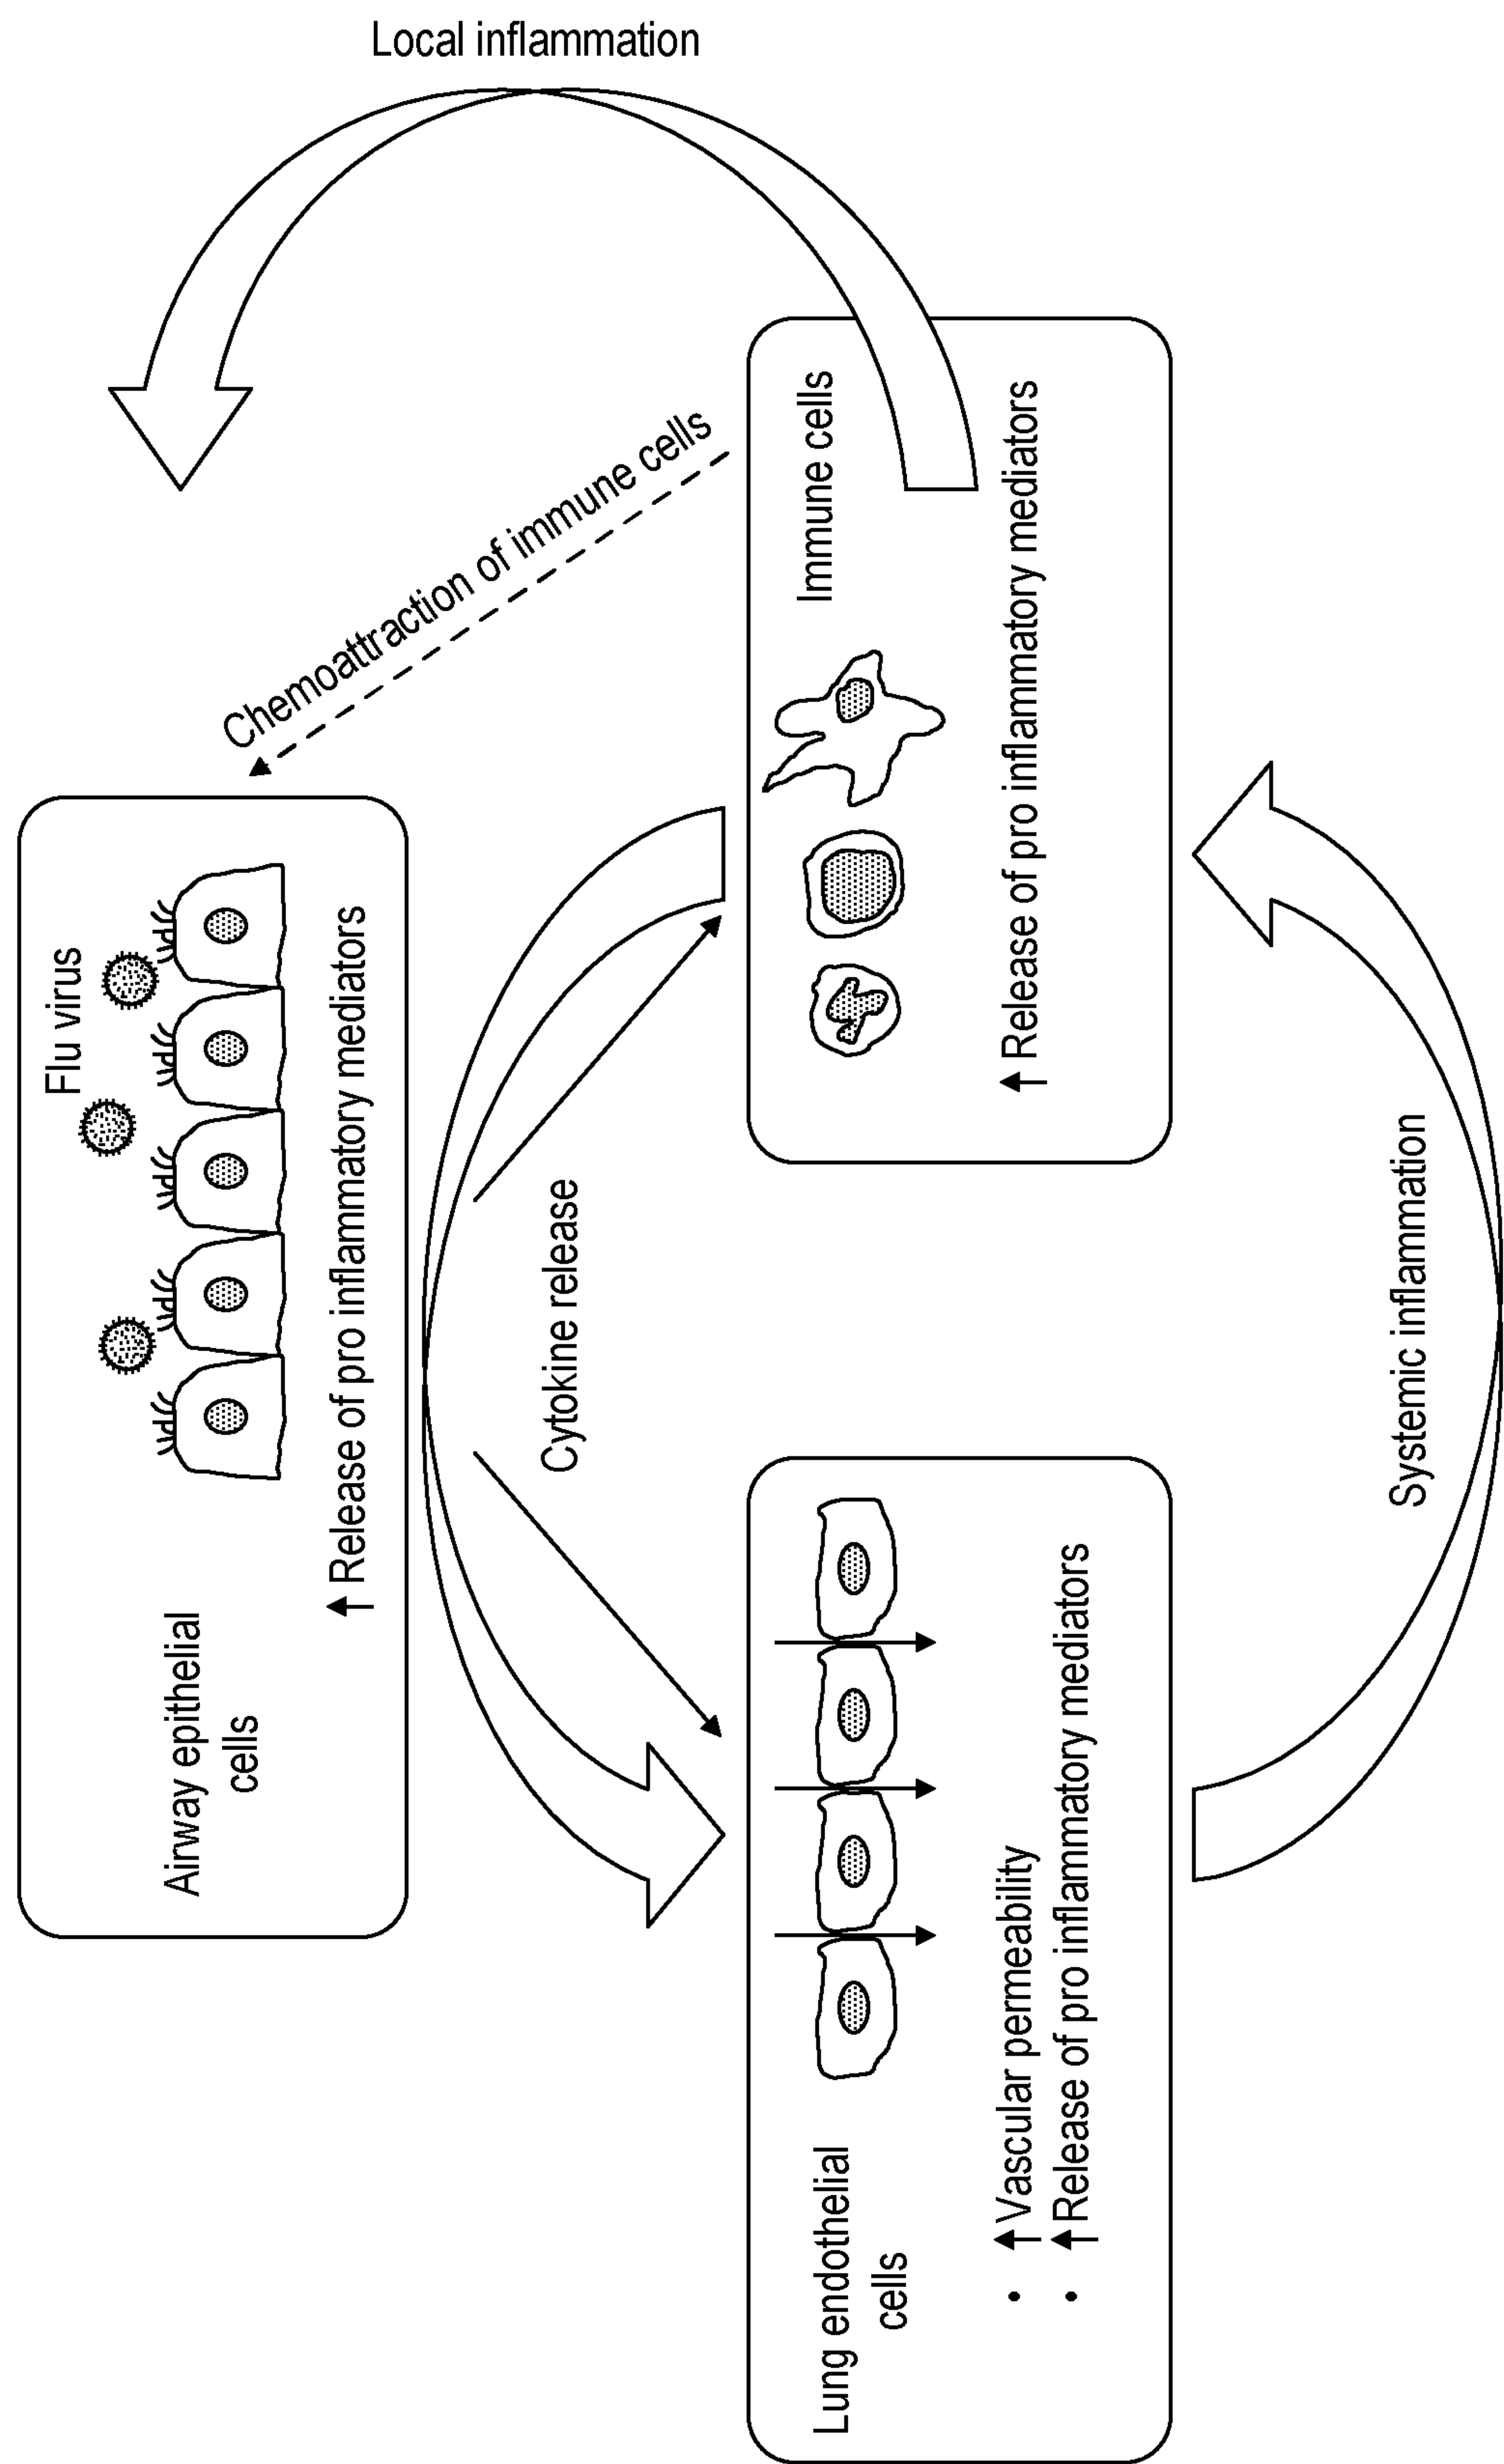 Local inflammation
Flu virus
Airway epithelial
cells
↑ Release of pro inflammatory mediators
Chemoattraction of immune cells
Cytokine release
Lung endothelial
cells
• ↑ Vascular permeability
• ↑ Release of pro inflammatory mediators
Immune cells
↑ Release of pro inflammatory mediators
Systemic inflammation